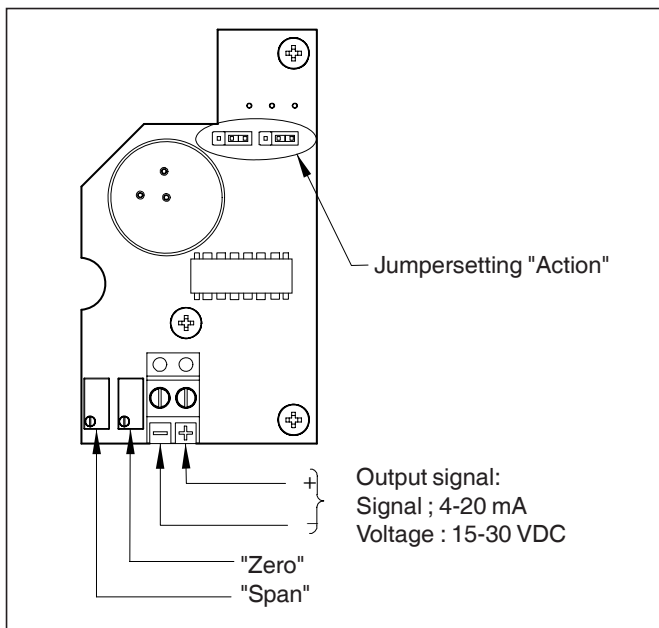 Jumpersetting "Action"
− +
+
Output signal:
Signal ; 4-20 mA
Voltage : 15-30 VDC
−
"Zero"
"Span"